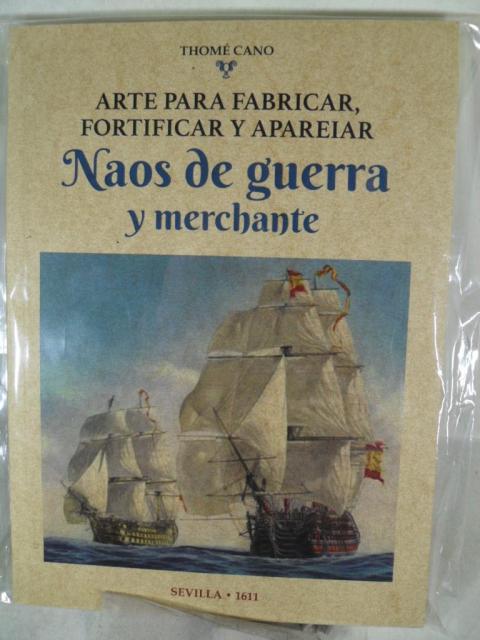 THOMÉ CANO
ARTE PARA FABRICAR,
FORTIFICAR Y APAREIAR
Naos de guerra
y merchante
SEVILLA • 1611